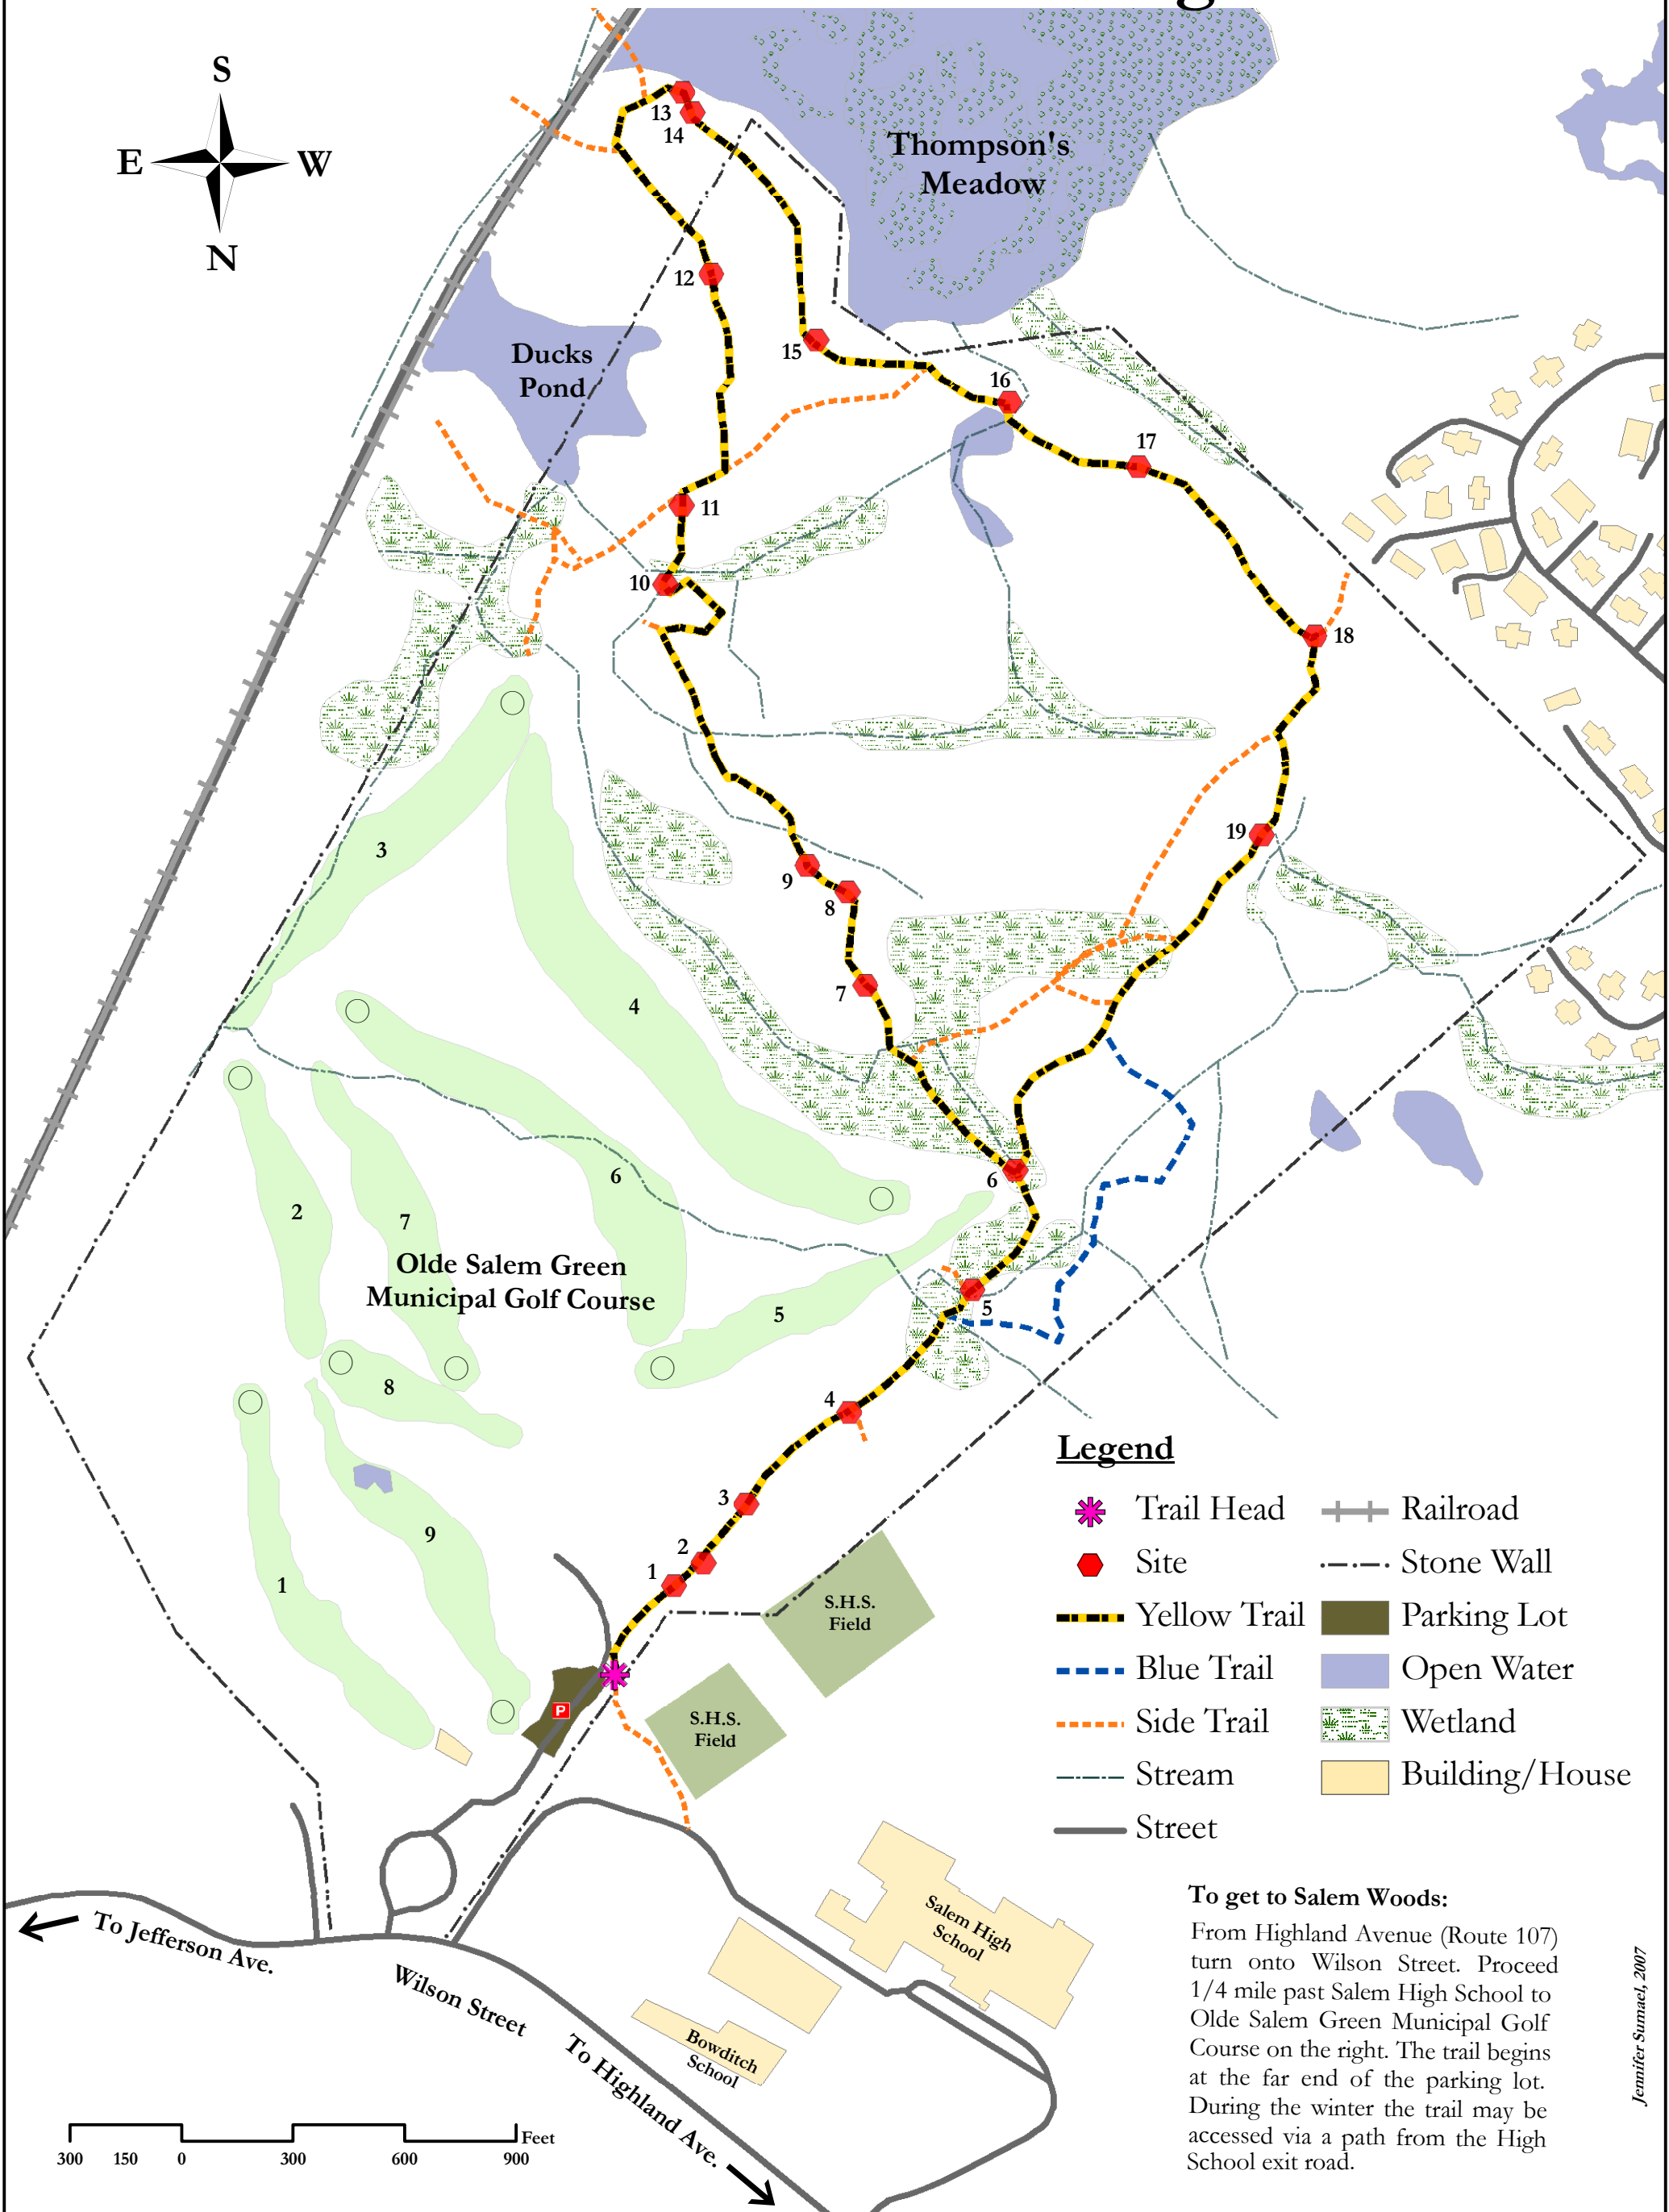 g
S
E
W
N
Thompson's
Meadow
Ducks
Pond
13
14
12
15
16
17
11
10
18
19
9
8
7
6
5
4
3
2
1
3
4
2
7
6
5
8
9
1
Olde Salem Green
Municipal Golf Course
P
S.H.S.
Field
S.H.S.
Field
Legend
Trail Head
Site
Yellow Trail
Blue Trail
Side Trail
Stream
Street
Railroad
Stone Wall
Parking Lot
Open Water
Wetland
Building/House
To Jefferson Ave.
Wilson Street
To Highland Ave.
Salem High
School
Bowditch
School
300 150 0 300 600 900
Feet
To get to Salem Woods:
From Highland Avenue (Route 107)
turn onto Wilson Street. Proceed
1/4 mile past Salem High School to
Olde Salem Green Municipal Golf
Course on the right. The trail begins
at the far end of the parking lot.
During the winter the trail may be
accessed via a path from the High
School exit road.
Jennifer Sumael, 2007